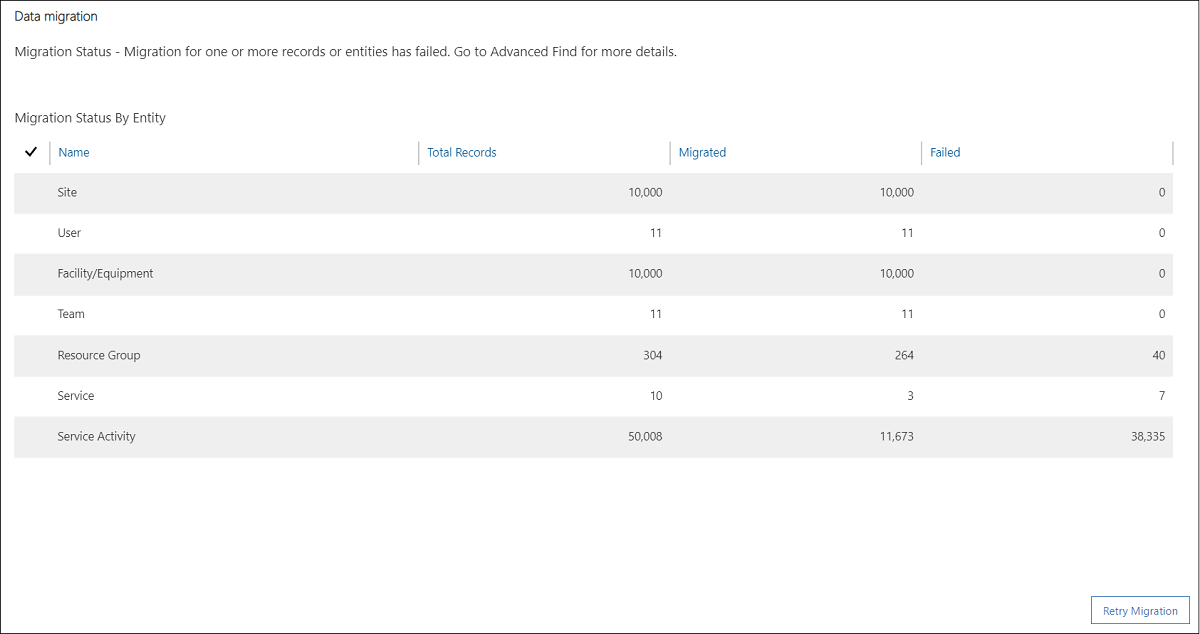 Data migration
Migration Status - Migration for one or more records or entities has failed. Go to Advanced Find for more details.
Migration Status By Entity
Name Total Records Migrated Failed
Site 10,000 10,000 0
User 11 11 0
Facility/Equipment 10,000 10,000 0
Team 11 11 0
Resource Group 304 264 40
Service 10 3 7
Service Activity 50,008 11,673 38,335
Retry Migration